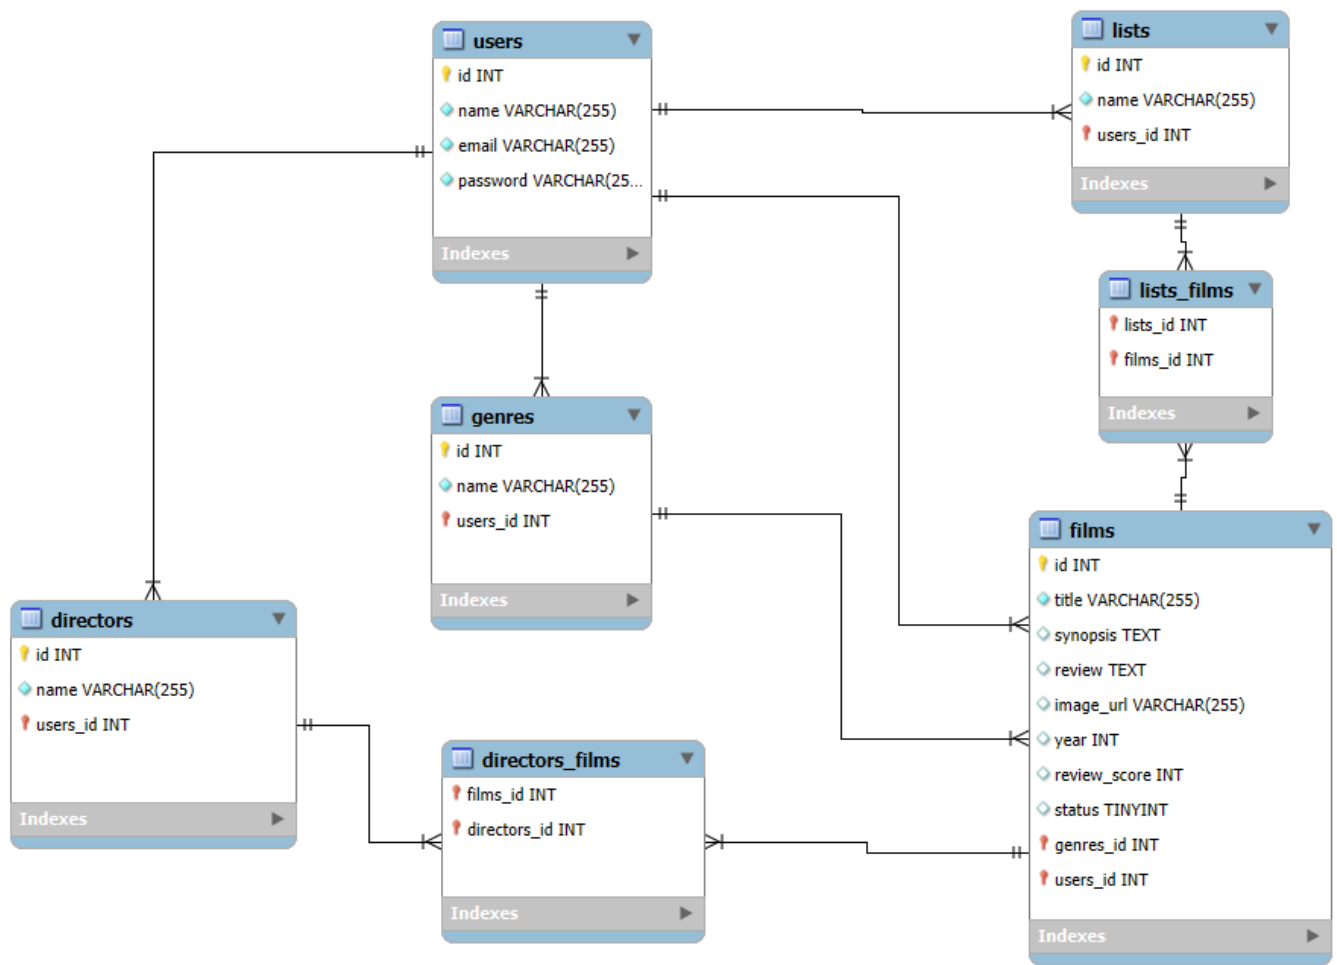 users
id INT
name VARCHAR(255)
email VARCHAR(255)
password VARCHAR(25...
Indexes
lists
id INT
name VARCHAR(255)
users_id INT
Indexes
lists_films
lists_id INT
films_id INT
Indexes
genres
id INT
name VARCHAR(255)
users_id INT
Indexes
films
id INT
title VARCHAR(255)
synopsis TEXT
review TEXT
image_url VARCHAR(255)
year INT
review_score INT
status TINYINT
genres_id INT
users_id INT
Indexes
directors
id INT
name VARCHAR(255)
users_id INT
Indexes
directors_films
films_id INT
directors_id INT
Indexes